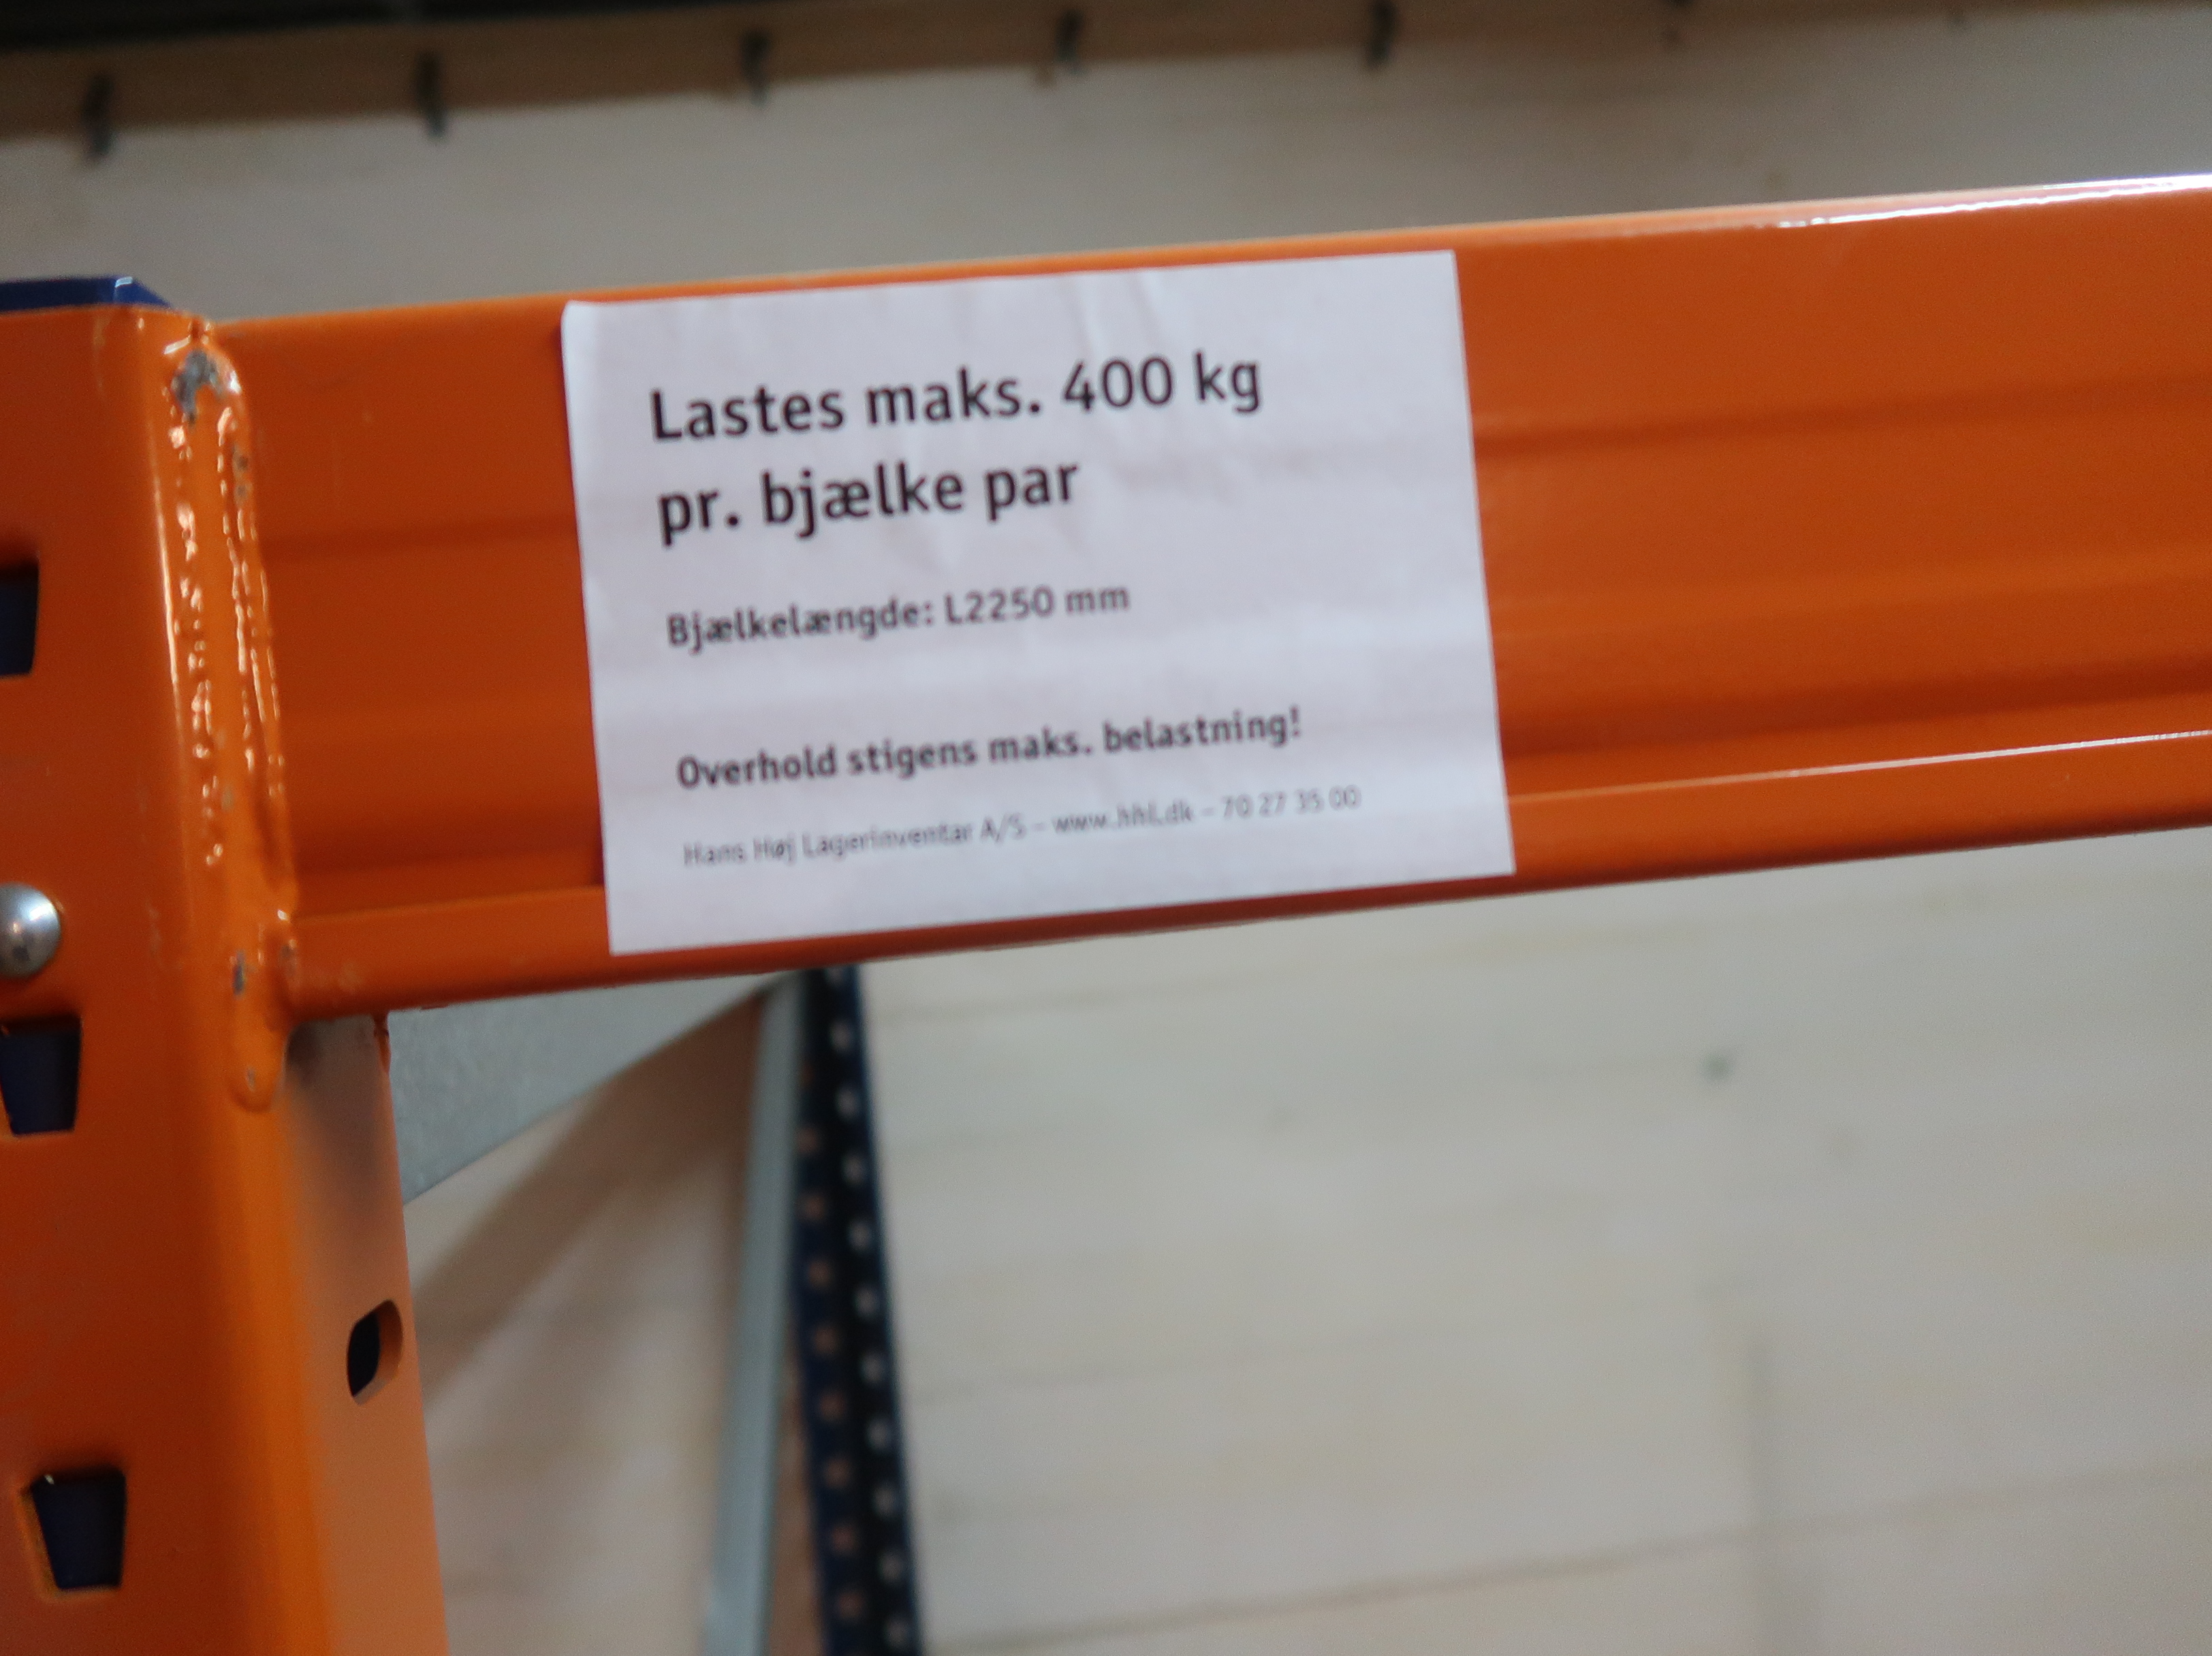 Lastes maks. 400 kg
pr. bjælke par
Bjælkelængde: L2250 mm
Overhold stigens maks. belastning!
Hans Høj Lagerinventar A/S - www.hhl.dk - 70 27 35 00